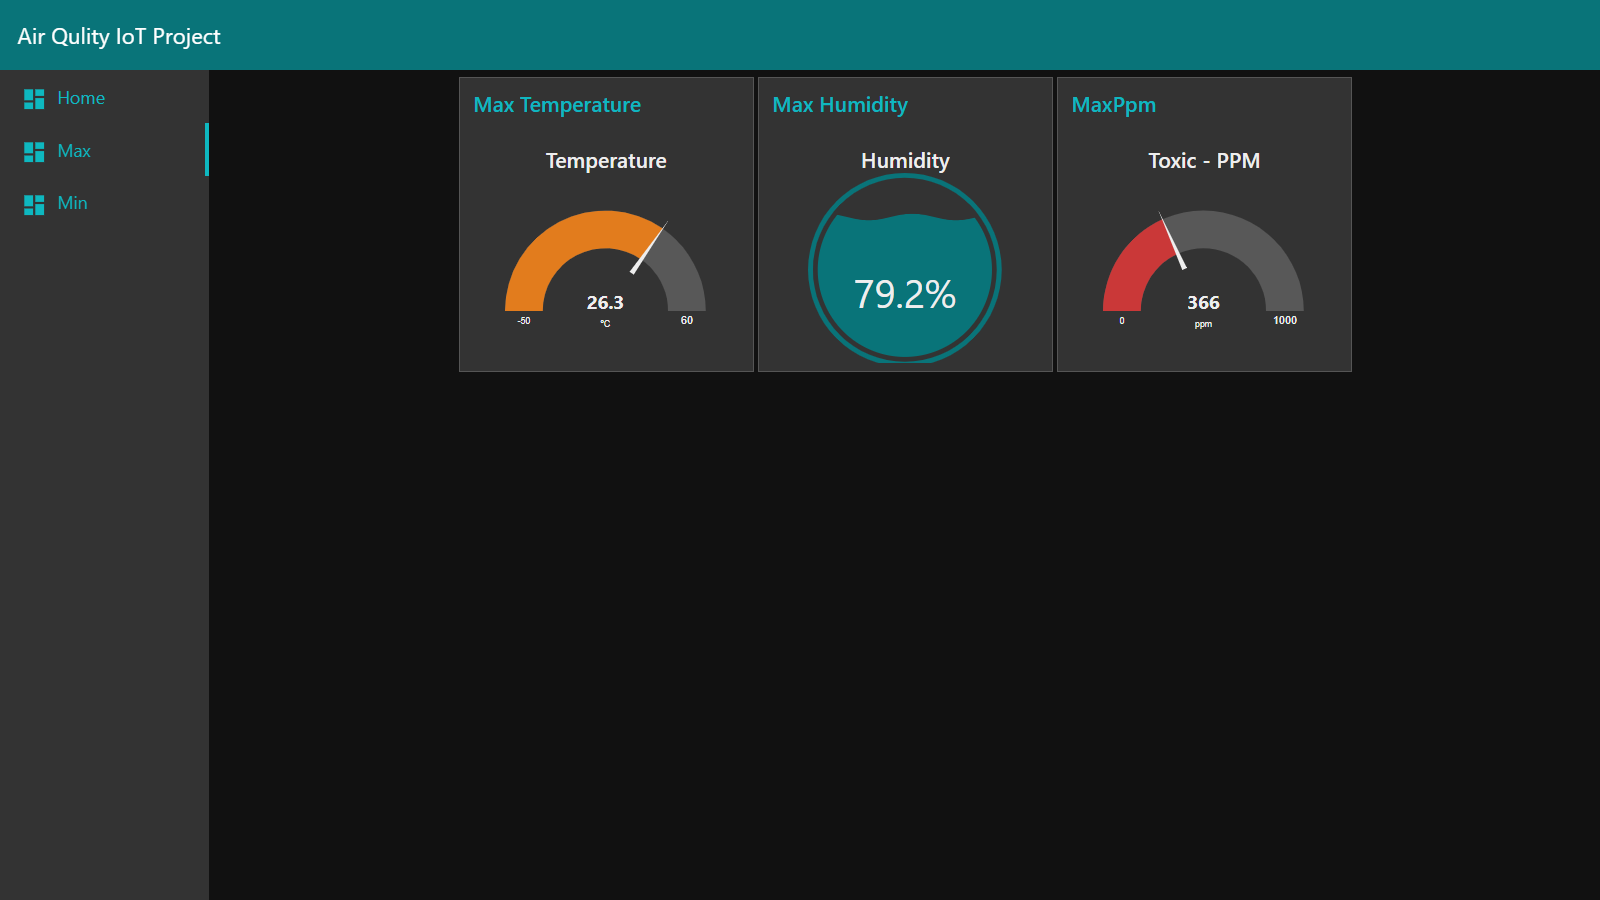 Air Qulity IoT Project
Home
Max
Min
Max Temperature
Temperature
26.3
-50
°C
60
Max Humidity
Humidity
79.2%
MaxPpm
Toxic - PPM
366
0
ppm
1000